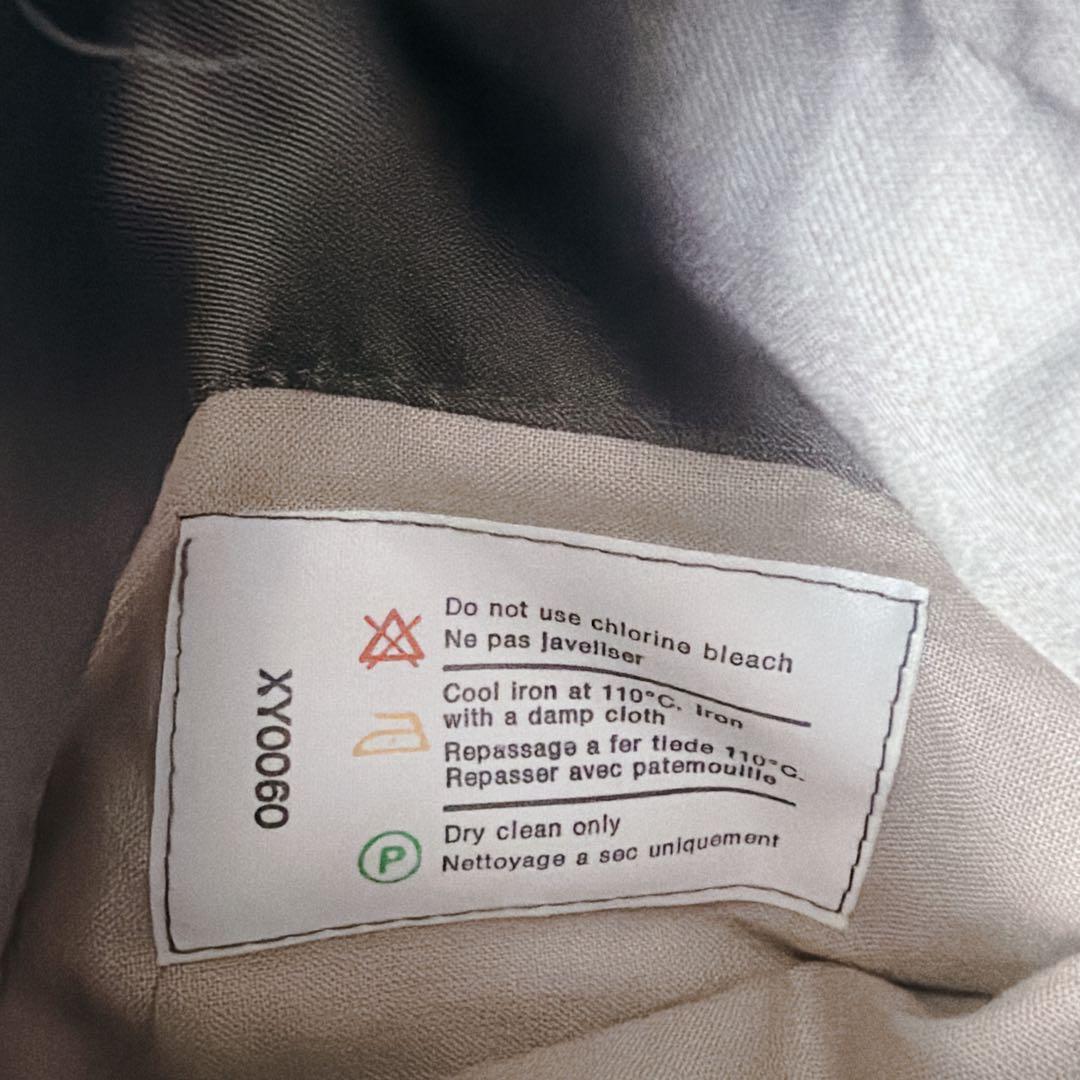 XY0060
Do not use chlorine bleach
Ne pas Javeliser
Cool iron at 110°C. Iron
with a damp cloth
Repassage a fer tiede 110°C.
Repasser avec patemouille
P
Dry clean only
Nettoyage a sec uniquement